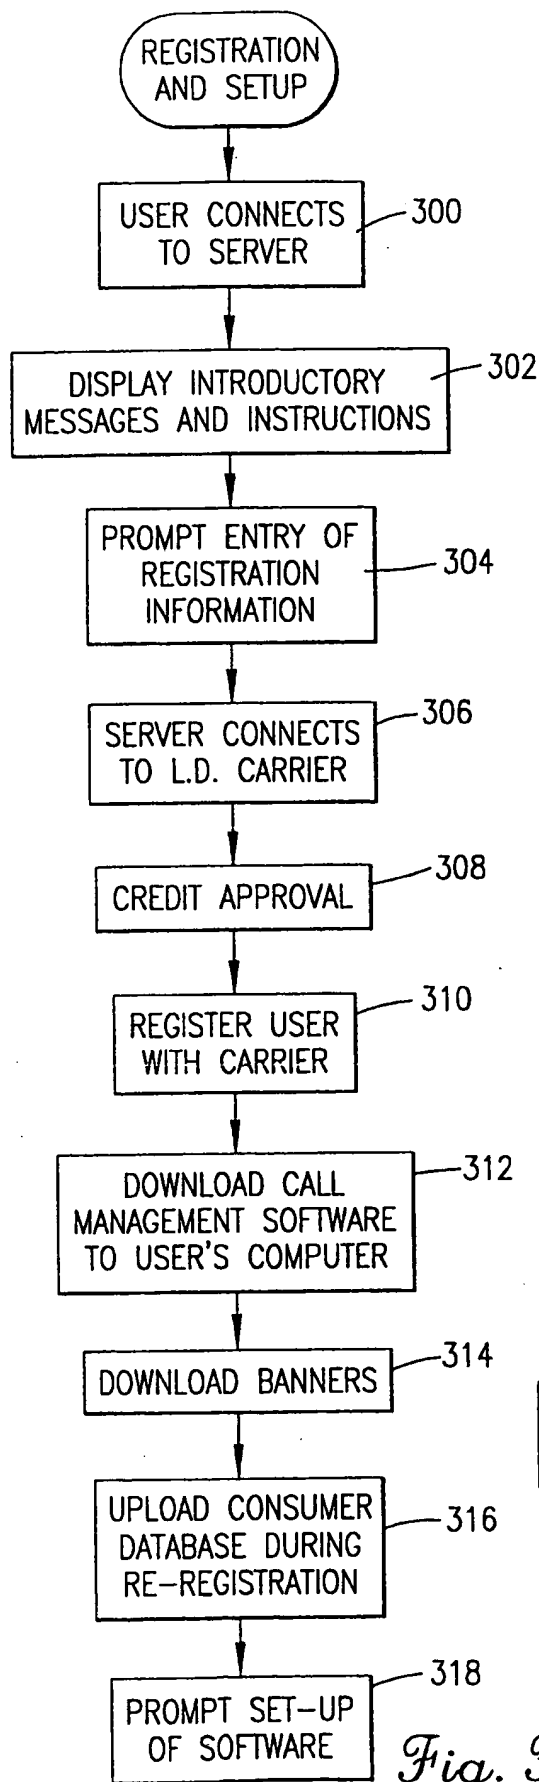 REGISTRATION
AND SETUP
USER CONNECTS
TO SERVER
300
DISPLAY INTRODUCTORY
MESSAGES AND INSTRUCTIONS
302
PROMPT ENTRY OF
REGISTRATION
INFORMATION
304
SERVER CONNECTS
TO L.D. CARRIER
306
CREDIT APPROVAL
308
REGISTER USER
WITH CARRIER
310
DOWNLOAD CALL
MANAGEMENT SOFTWARE
TO USER'S COMPUTER
312
DOWNLOAD BANNERS
314
UPLOAD CONSUMER
DATABASE DURING
RE-REGISTRATION
316
PROMPT SET-UP
OF SOFTWARE
318
Fig. 3